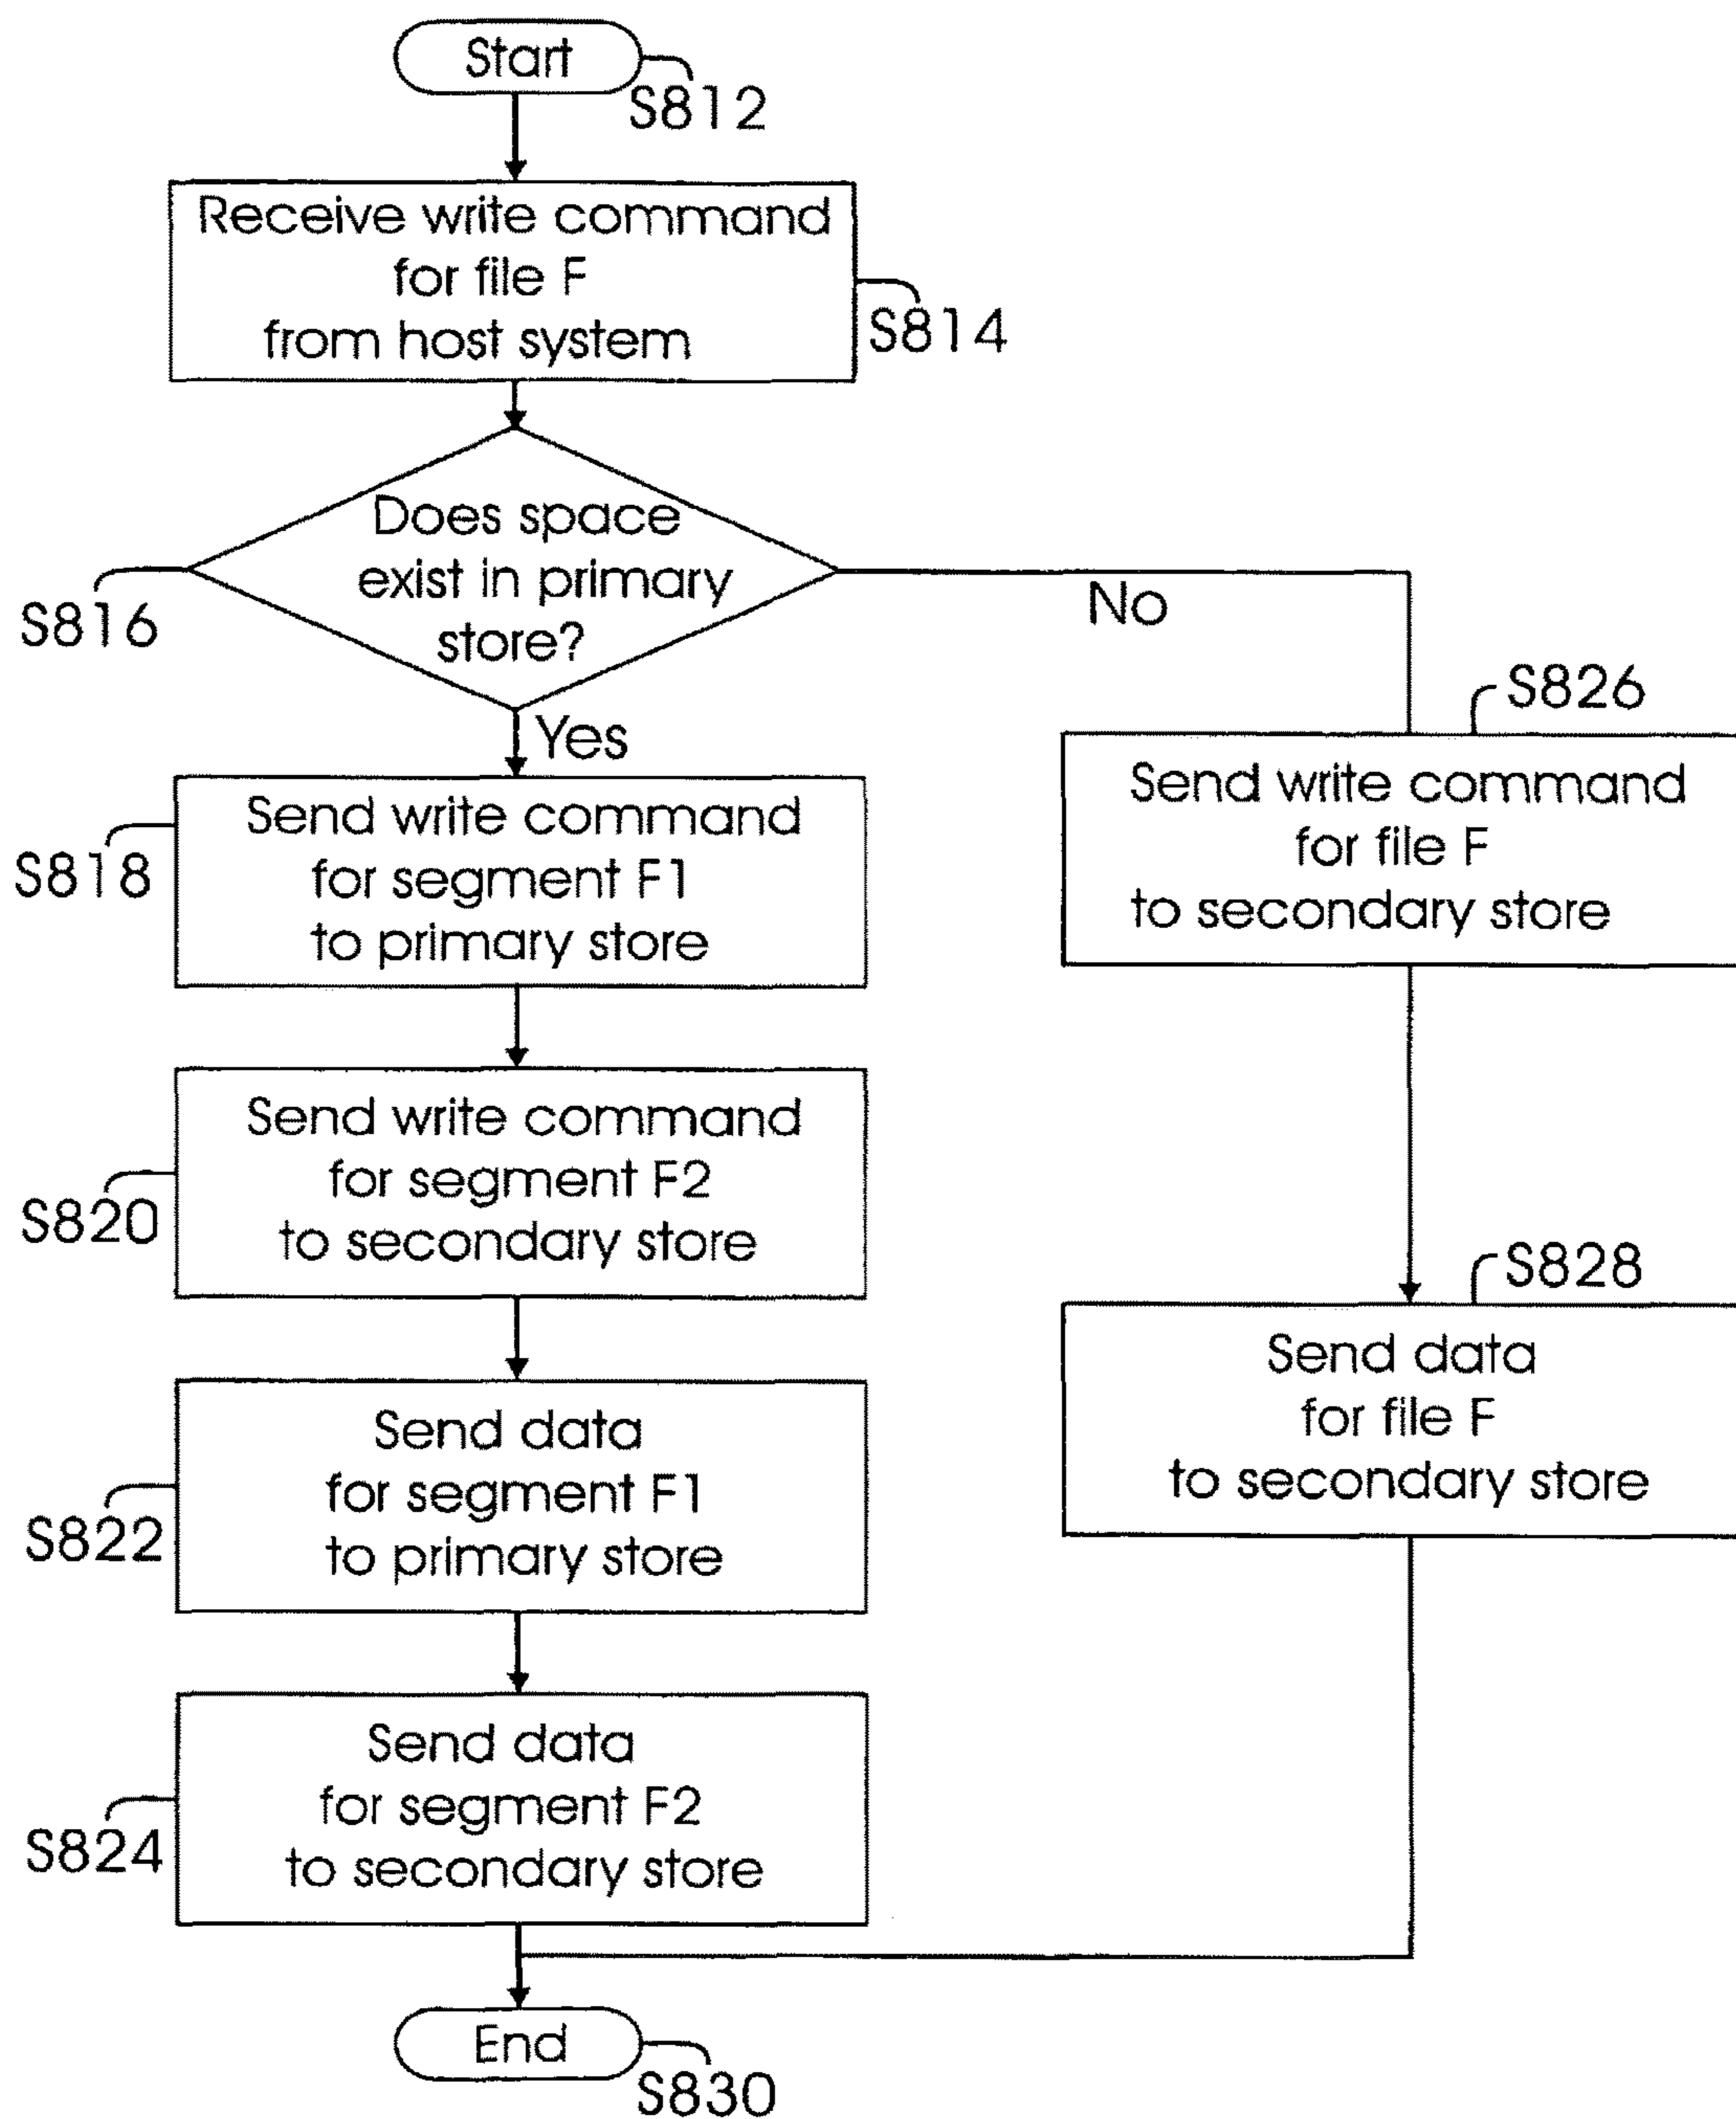 Start
S812
Receive write command
for file F
from host system
S814
Does space
exist in primary
store?
S816
No
Yes
S826
Send write command
for file F
to secondary store
Send write command
for segment F1
to primary store
S818
Send write command
for segment F2
to secondary store
S820
S828
Send data
for file F
to secondary store
Send data
for segment F1
to primary store
S822
Send data
for segment F2
to secondary store
S824
End
S830